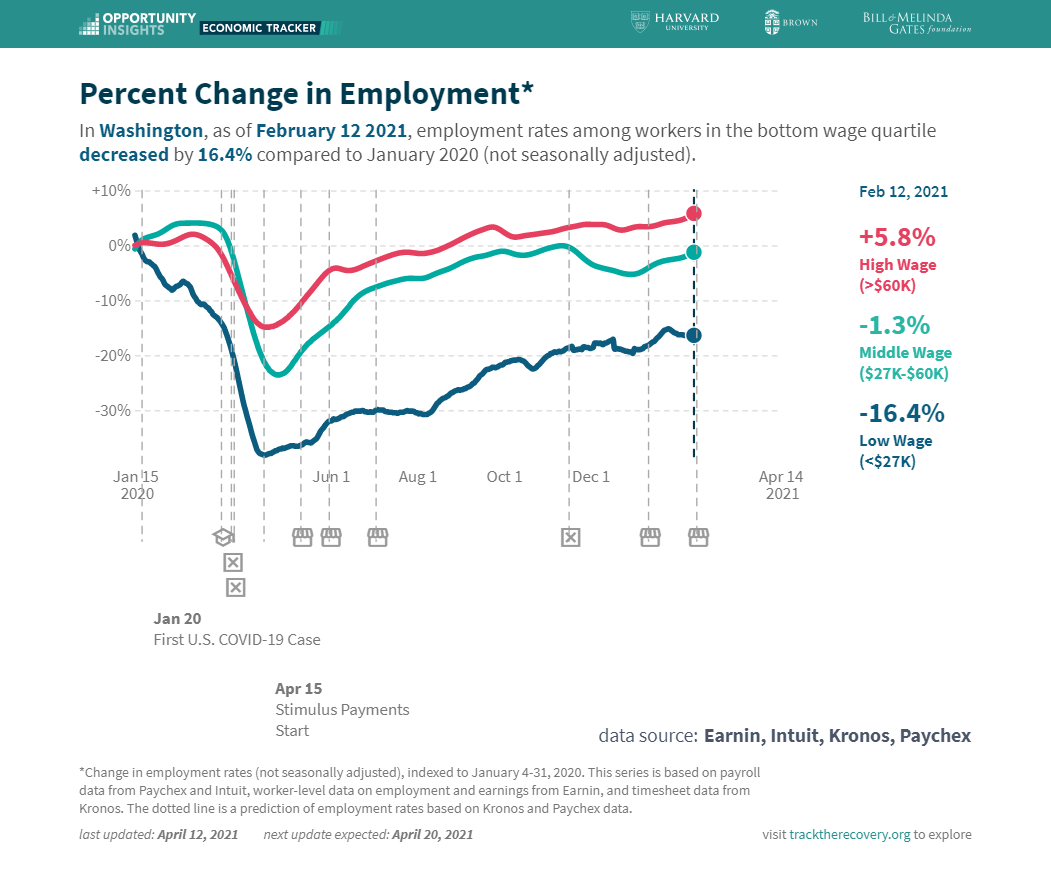 OPPORTUNITY
INSIGHTS
ECONOMIC TRACKER
HARVARD
UNIVERSITY
BROWN
BILL & MELINDA
GATES foundation
Percent Change in Employment*
In Washington, as of February 12 2021, employment rates among workers in the bottom wage quartile
decreased by 16.4% compared to January 2020 (not seasonally adjusted).
+10%
0%
-10%
-20%
-30%
Jan 15
2020
Jun 1
Aug 1
Oct 1
Dec 1
Apr 14
2021
Feb 12, 2021
+5.8%
High Wage
(>$60K)
-1.3%
Middle Wage
($27K-$60K)
-16.4%
Low Wage
(<$27K)
Jan 20
First U.S. COVID-19 Case
Apr 15
Stimulus Payments
Start
data source: Earnin, Intuit, Kronos, Paychex
*Change in employment rates (not seasonally adjusted), indexed to January 4-31, 2020. This series is based on payroll
data from Paychex and Intuit, worker-level data on employment and earnings from Earnin, and timesheet data from
Kronos. The dotted line is a prediction of employment rates based on Kronos and Paychex data.
last updated: April 12, 2021 next update expected: April 20, 2021
visit tracktherecovery.org to explore